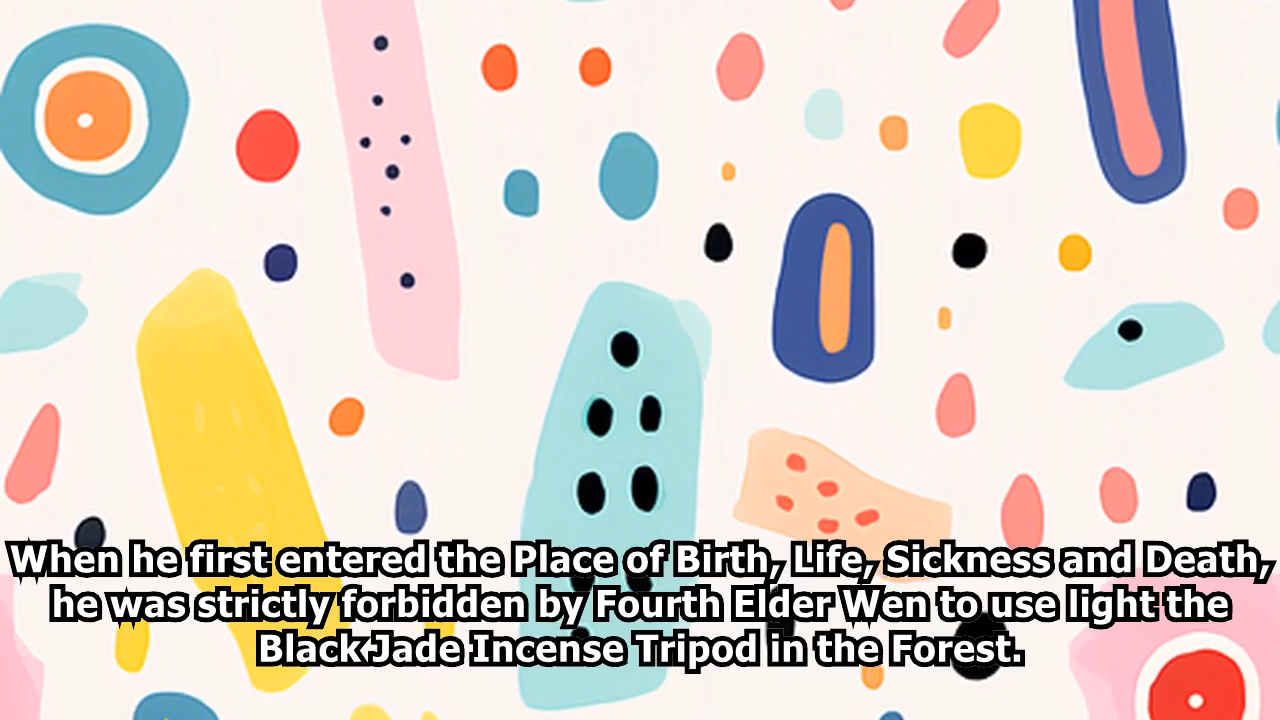 When he first entered the Place of Birth, Life, Sickness and Death,
he was strictly forbidden by Fourth Elder Wen to use light the
Black-Jade Incense Tripod in the Forest.